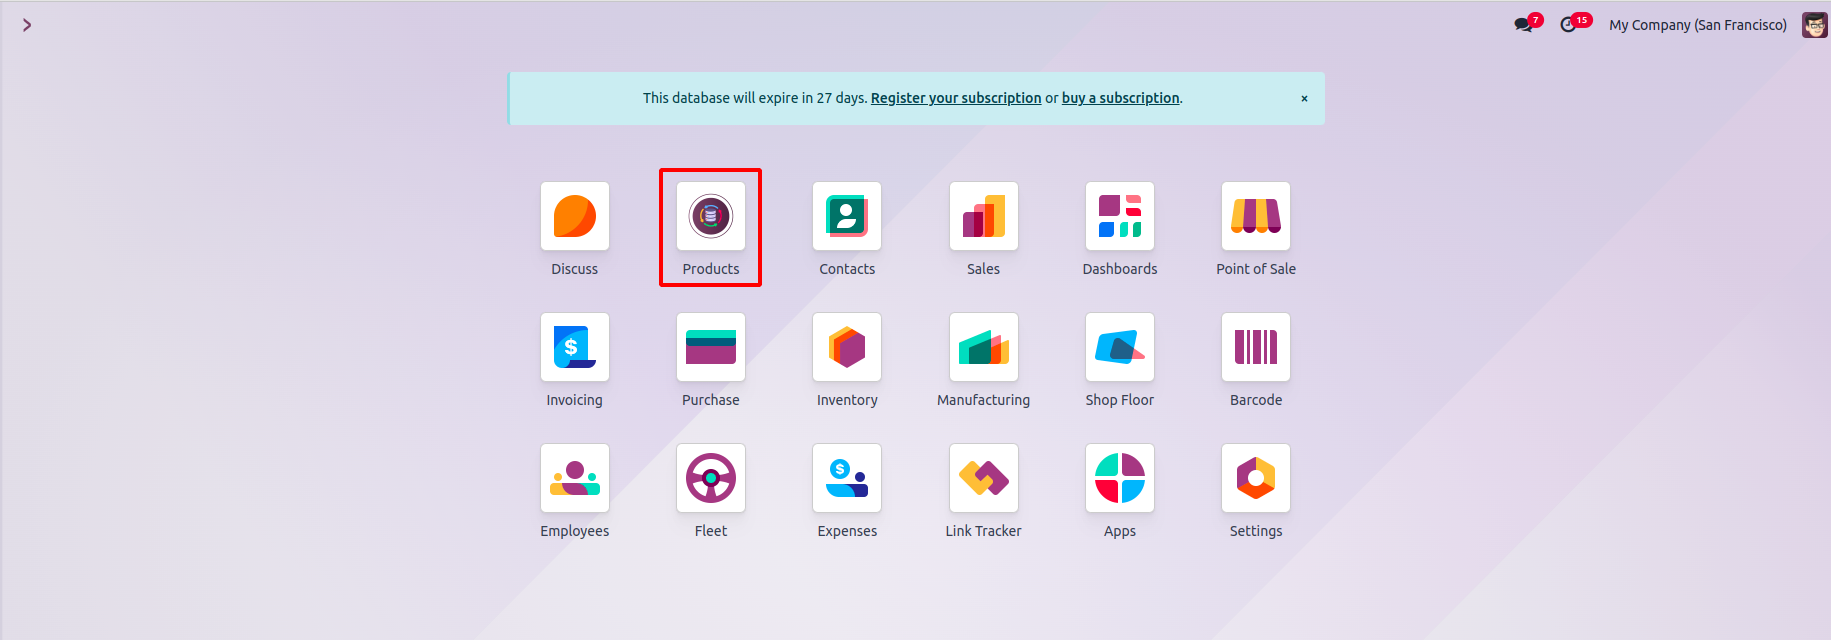 7 15 My Company (San Francisco)
This database will expire in 27 days. Register your subscription or buy a subscription. ×
Discuss Products Contacts Sales Dashboards Point of Sale
$
Invoicing Purchase Inventory Manufacturing Shop Floor Barcode
$
Employees Fleet Expenses Link Tracker Apps Settings